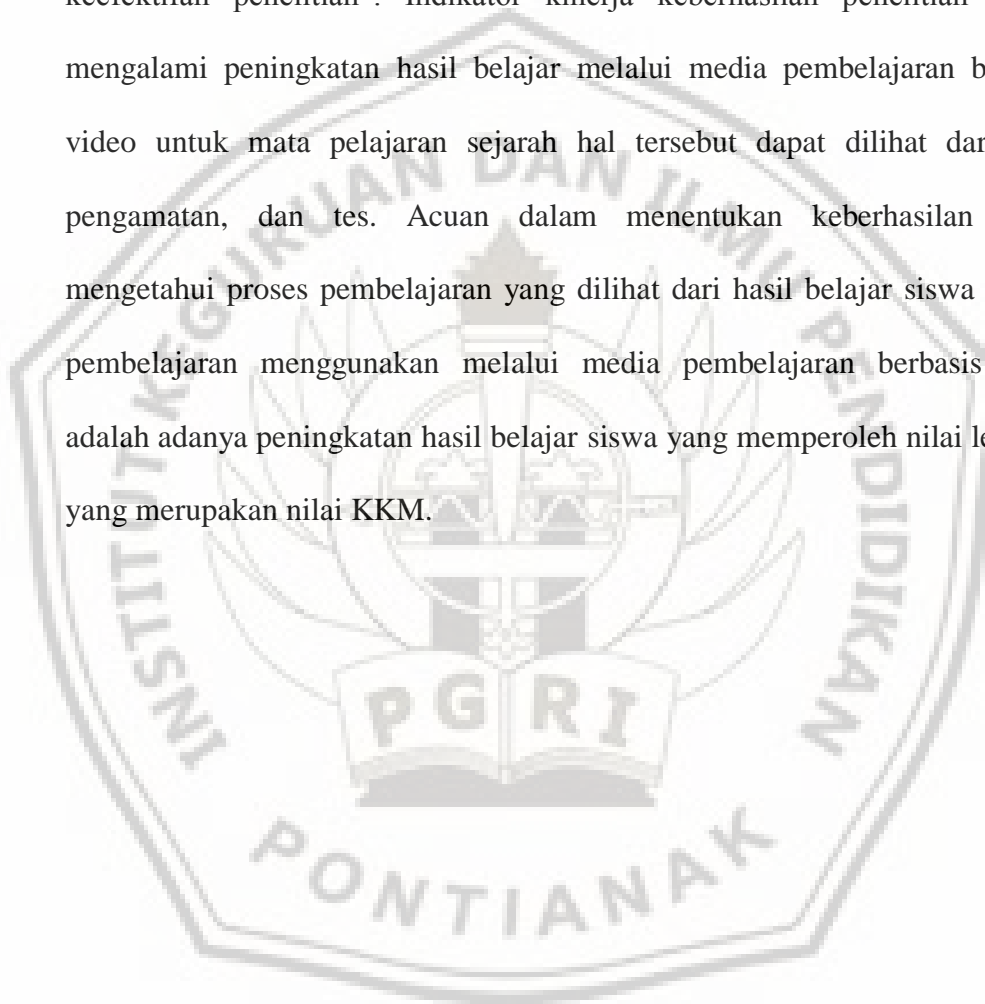 keefektifan penelitian”. Indikator kinerja keberhasilan penelitian
mengalami peningkatan hasil belajar melalui media pembelajaran
video untuk mata pelajaran sejarah hal tersebut dapat dilihat
pengamatan, dan tes. Acuan dalam menentukan keberhasilan
mengetahui proses pembelajaran yang dilihat dari hasil belajar siswa
pembelajaran menggunakan melalui media pembelajaran berbasis
adalah adanya peningkatan hasil belajar siswa yang memperoleh nilai
yang merupakan nilai KKM.
INSTITUT KEGURUAN DAN ILMU PENDIDIKAN
PGRI
PONTIANAK